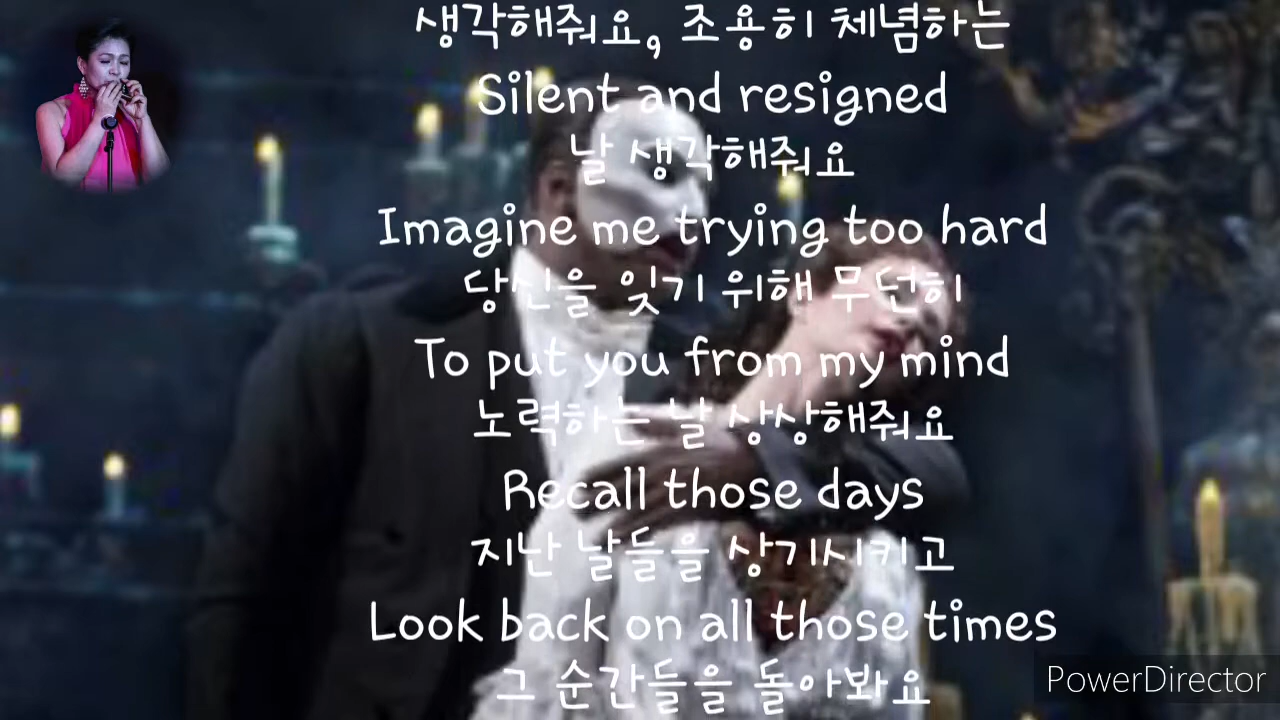 생각해줘요, 조용히 체념하는
Silent and resigned
날 생각해줘요
Imagine me trying too hard
당신을 잊기 위해 무던히
To put you from my mind
노력하는 날 상상해줘요
Recall those days
지난 날들을 상기시키고
Look back on all those times
그 순간들을 돌아봐요
PowerDirector